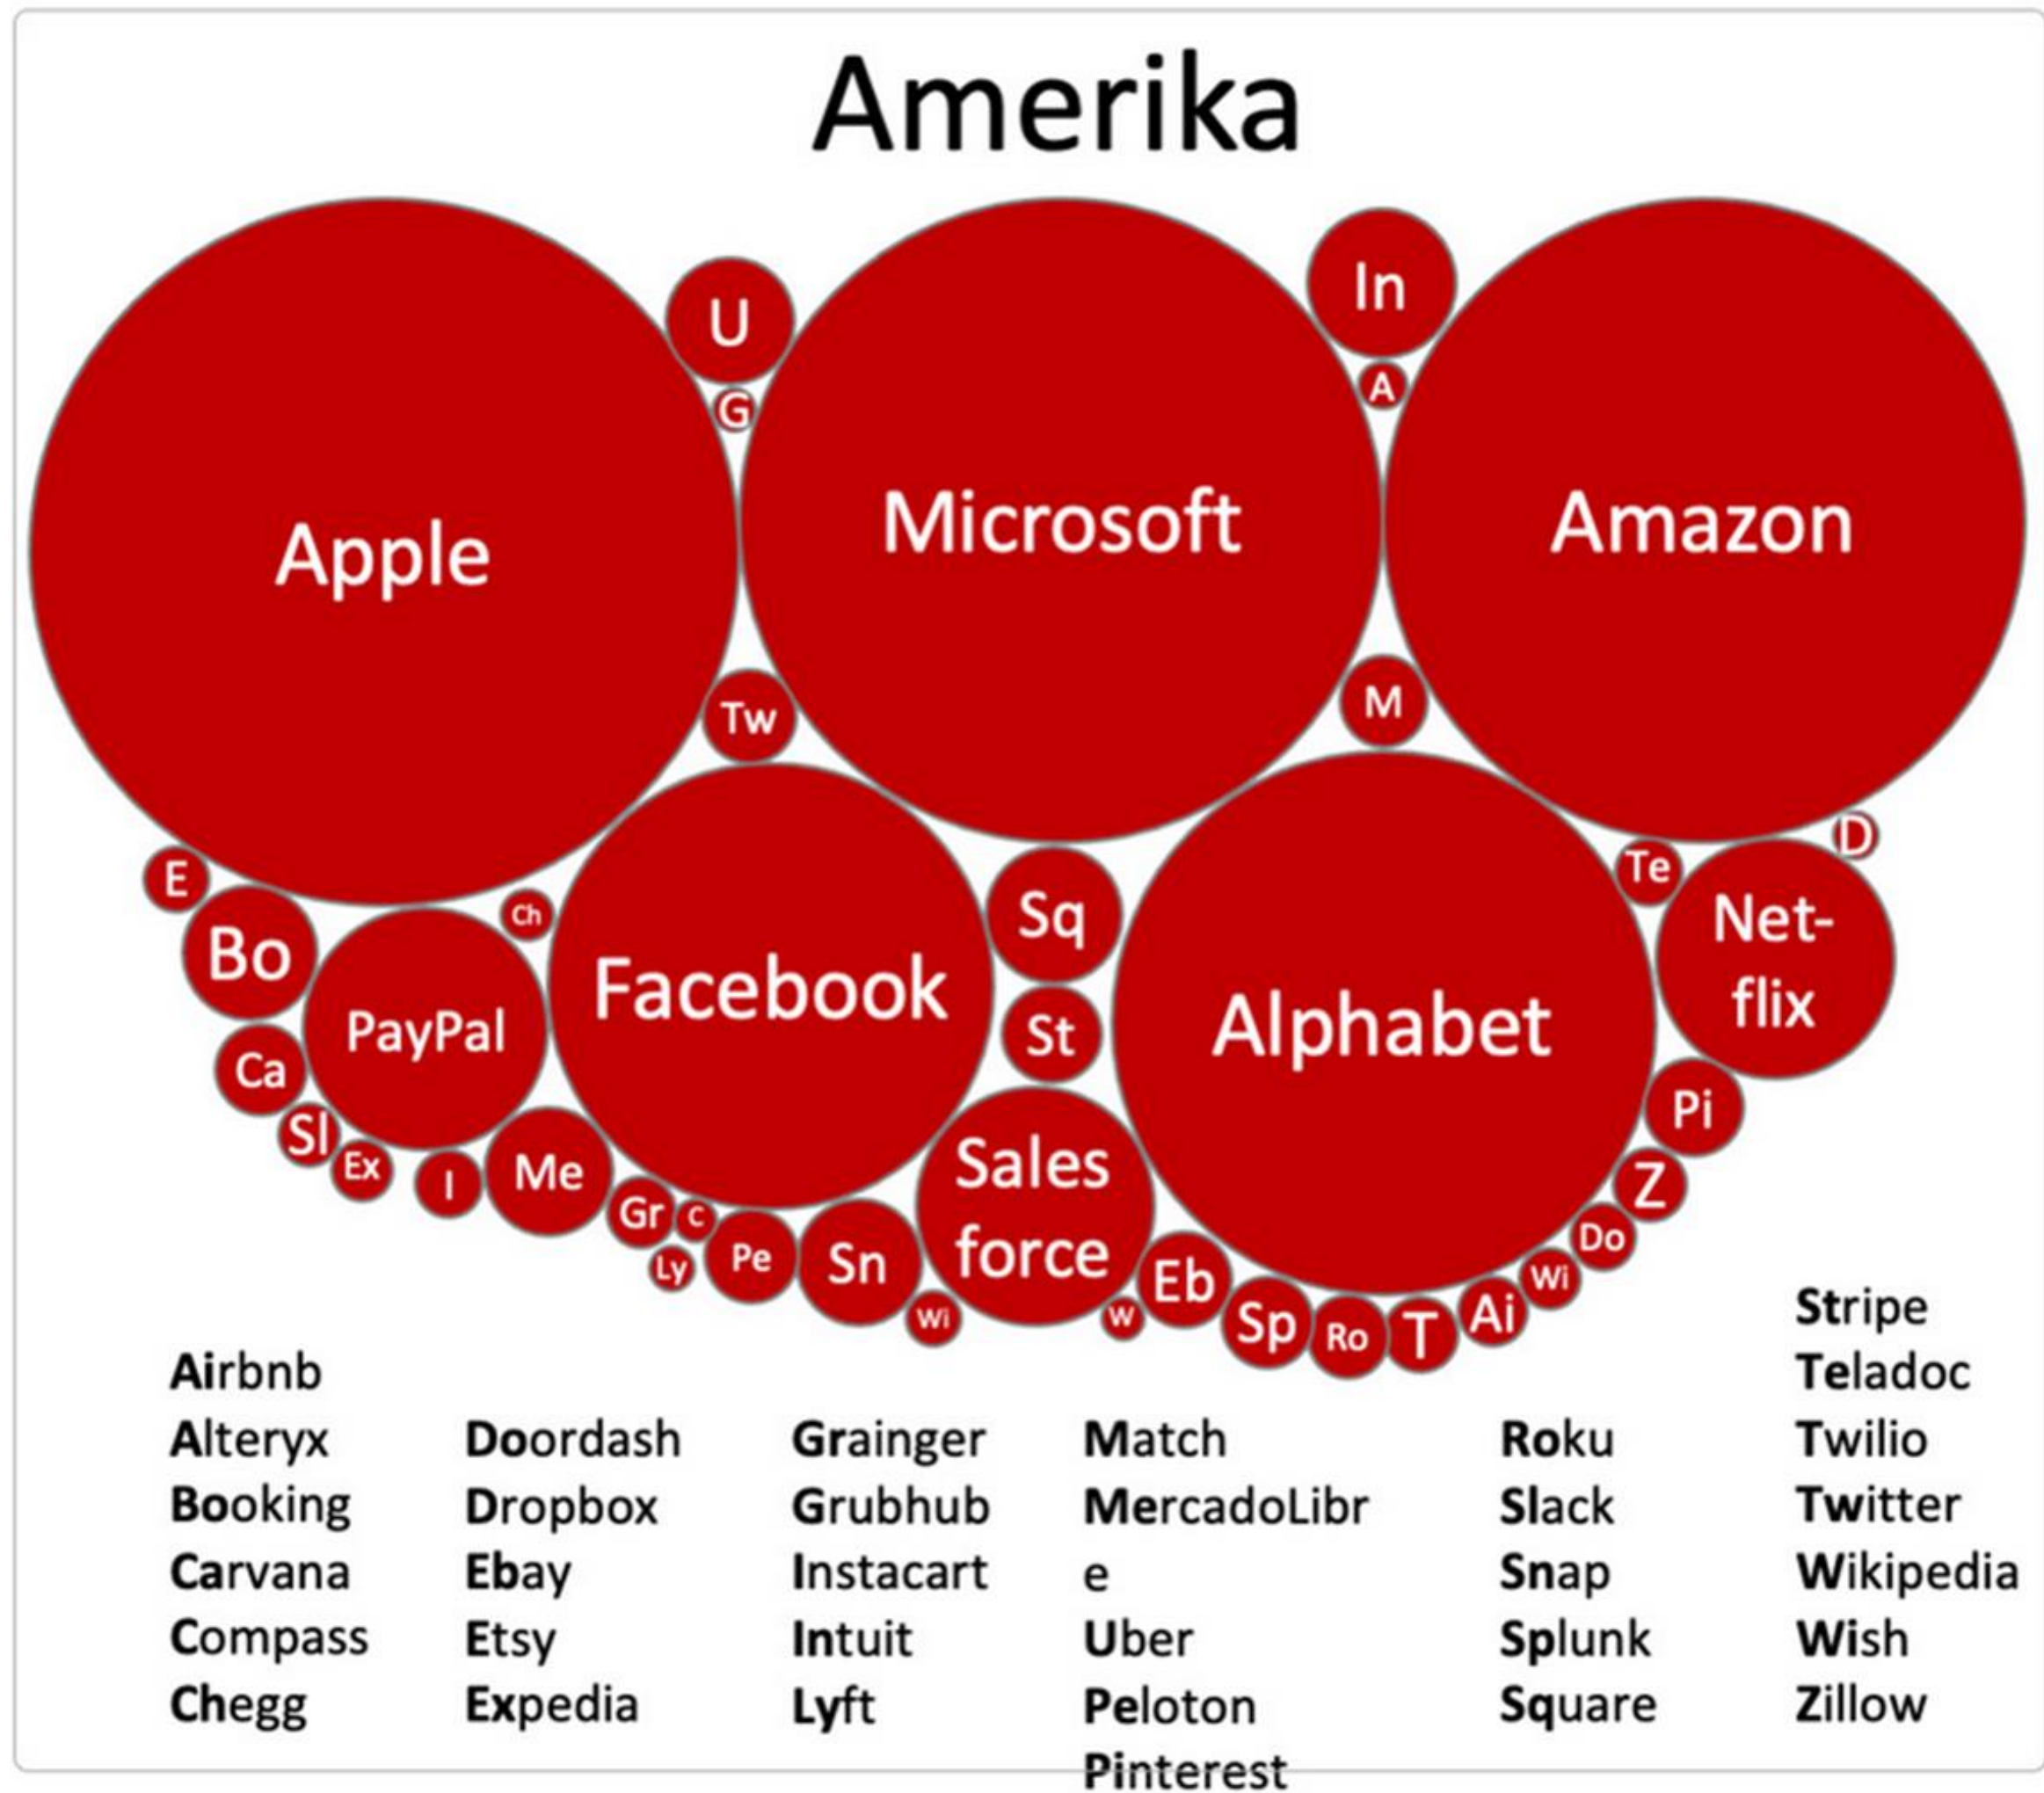 Amerika
In
U
A
G
Apple
Microsoft
Amazon
M
Tw
D
E
Te
Ch
Sq
Net-
flix
Bo
Facebook
Alphabet
PayPal
St
Ca
Pi
Sl
Ex
I
Me
Sales
force
Z
Gr
C
Do
Ly
Pe
Sn
Eb
Wi
Wi
W
Sp
Ro
T
Ai
Airbnb
Alteryx
Booking
Carvana
Compass
Chegg
Doordash
Dropbox
Ebay
Etsy
Expedia
Grainger
Grubhub
Instacart
Intuit
Lyft
Match
MercadoLibr
e
Uber
Peloton
Pinterest
Roku
Slack
Snap
Splunk
Square
Stripe
Teladoc
Twilio
Twitter
Wikipedia
Wish
Zillow